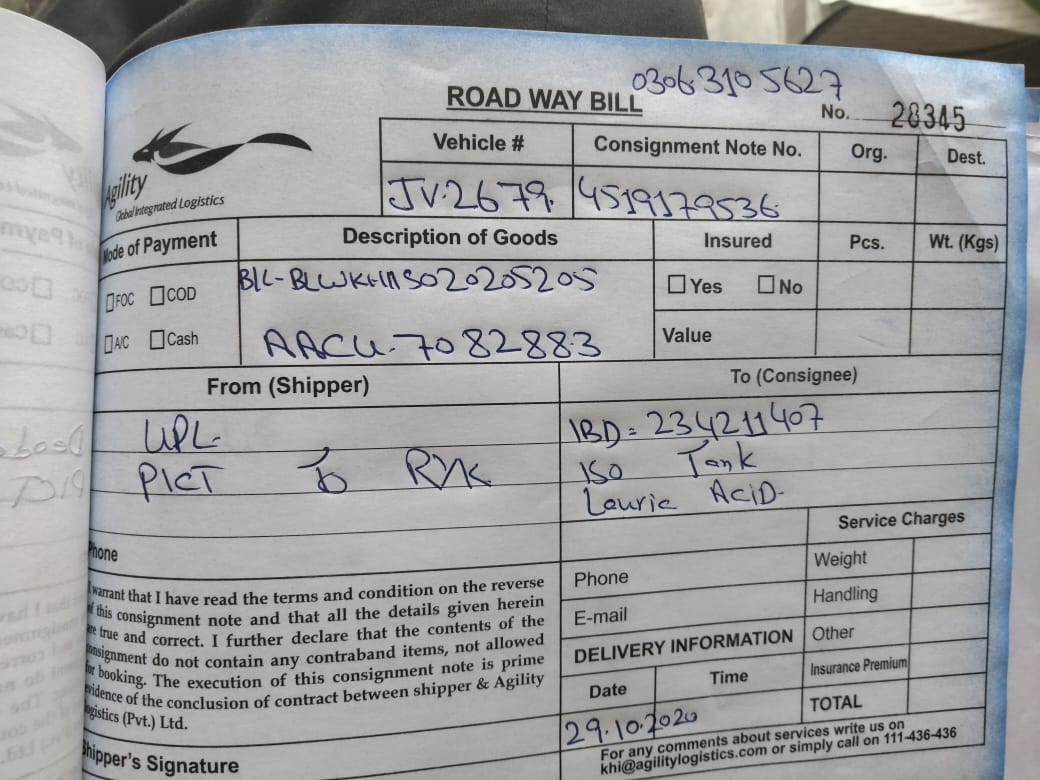 0306.310 5627
ROAD WAY BILL
No. 28345
Agility
Global Integrated Logistics
Vehicle # Consignment Note No. Org. Dest.
JV.2679. 4519179536
Mode of Payment Description of Goods Insured Pcs. Wt. (Kgs)
FOC COD
Yes No
A/C Cash
AACU-7082883
Value
From (Shipper) To (Consignee)
UPL
IBD = 234211407
PICT To RYK
ISO Tank
Lauric AciD-
Phone
Service Charges
Weight
Phone
Handling
E-mail
Other
DELIVERY INFORMATION
Insurance Premium
Date Time
TOTAL
29.10.2020
I warrant that I have read the terms and condition on the reverse
of this consignment note and that all the details given herein
are true and correct. I further declare that the contents of the
consignment do not contain any contraband items, not allowed
for booking. The execution of this consignment note is prime
evidence of the conclusion of contract between shipper & Agility
Logistics (Pvt.) Ltd.
Shipper's Signature
For any comments about services write us on
khi@agilitylogistics.com or simply call on 111-436-436